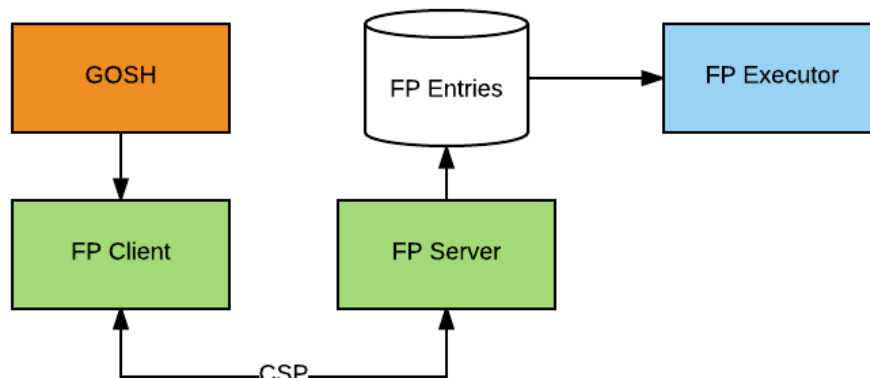 GOSH
FP Entries
FP Executor
FP Client
FP Server
CSP